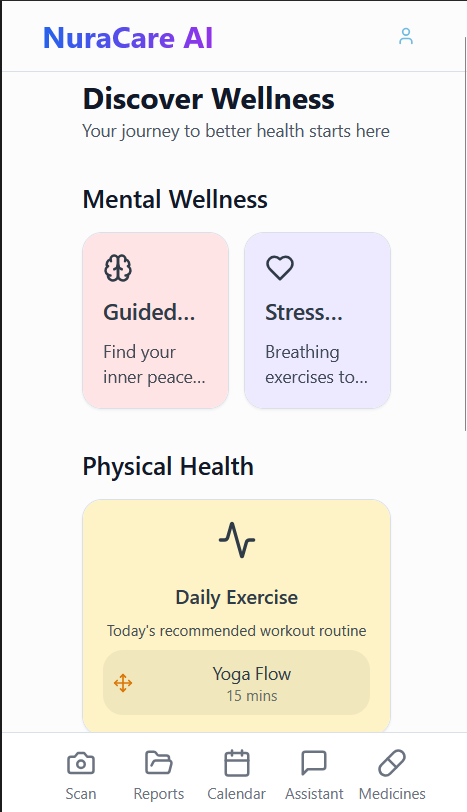 NuraCare AI
Discover Wellness
Your journey to better health starts here
Mental Wellness
Guided...
Find your
inner peace...
Stress...
Breathing
exercises to...
Physical Health
Daily Exercise
Today's recommended workout routine
Yoga Flow
15 mins
Scan
Reports
Calendar
Assistant
Medicines